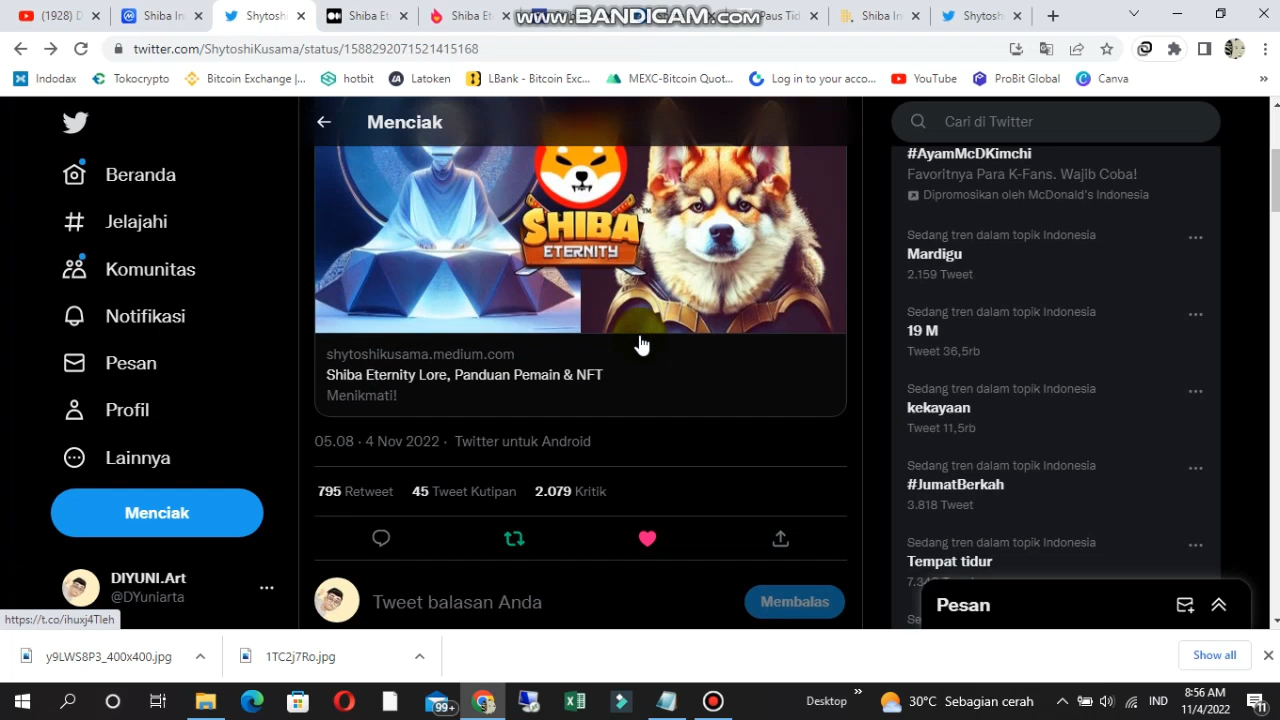 www.BANDICAM.com
(1928) D
Shiba In
Shytosh
Shiba Et
Shiba Et
Paus Tid
Shiba In
Shytosh
twitter.com/ShytoshiKusama/status/1588292071521415168
Indodax
Tokocrypto
Bitcoin Exchange |...
hotbit
Latoken
LBank - Bitcoin Exc...
MEXC-Bitcoin Quot...
Log in to your acco...
YouTube
ProBit Global
Canva
Beranda
Jelajahi
Komunitas
Notifikasi
Pesan
Profil
Lainnya
Menciak
DIYUNI.Art
@DYuniarta
https://t.co/ihuxj4Tleh
Menciak
SHIBA
ETERNITY
shytoshikusama.medium.com
Shiba Eternity Lore, Panduan Pemain & NFT
Menikmati!
05.08 · 4 Nov 2022 · Twitter untuk Android
795 Retweet 45 Tweet Kutipan 2.079 Kritik
Tweet balasan Anda
Membalas
Cari di Twitter
#AyamMcDKimchi
Favoritnya Para K-Fans. Wajib Coba!
Dipromosikan oleh McDonald's Indonesia
Sedang tren dalam topik Indonesia
Mardigu
2.159 Tweet
Sedang tren dalam topik Indonesia
19 M
Tweet 36,5rb
Sedang tren dalam topik Indonesia
kekayaan
Tweet 11,5rb
Sedang tren dalam topik Indonesia
#JumatBerkah
3.818 Tweet
Sedang tren dalam topik Indonesia
Tempat tidur
Pesan
y9LWS8P3_400x400.jpg
1TC2j7Ro.jpg
Show all
99+
Desktop
30°C Sebagian cerah
IND
8:56 AM
11/4/2022
11